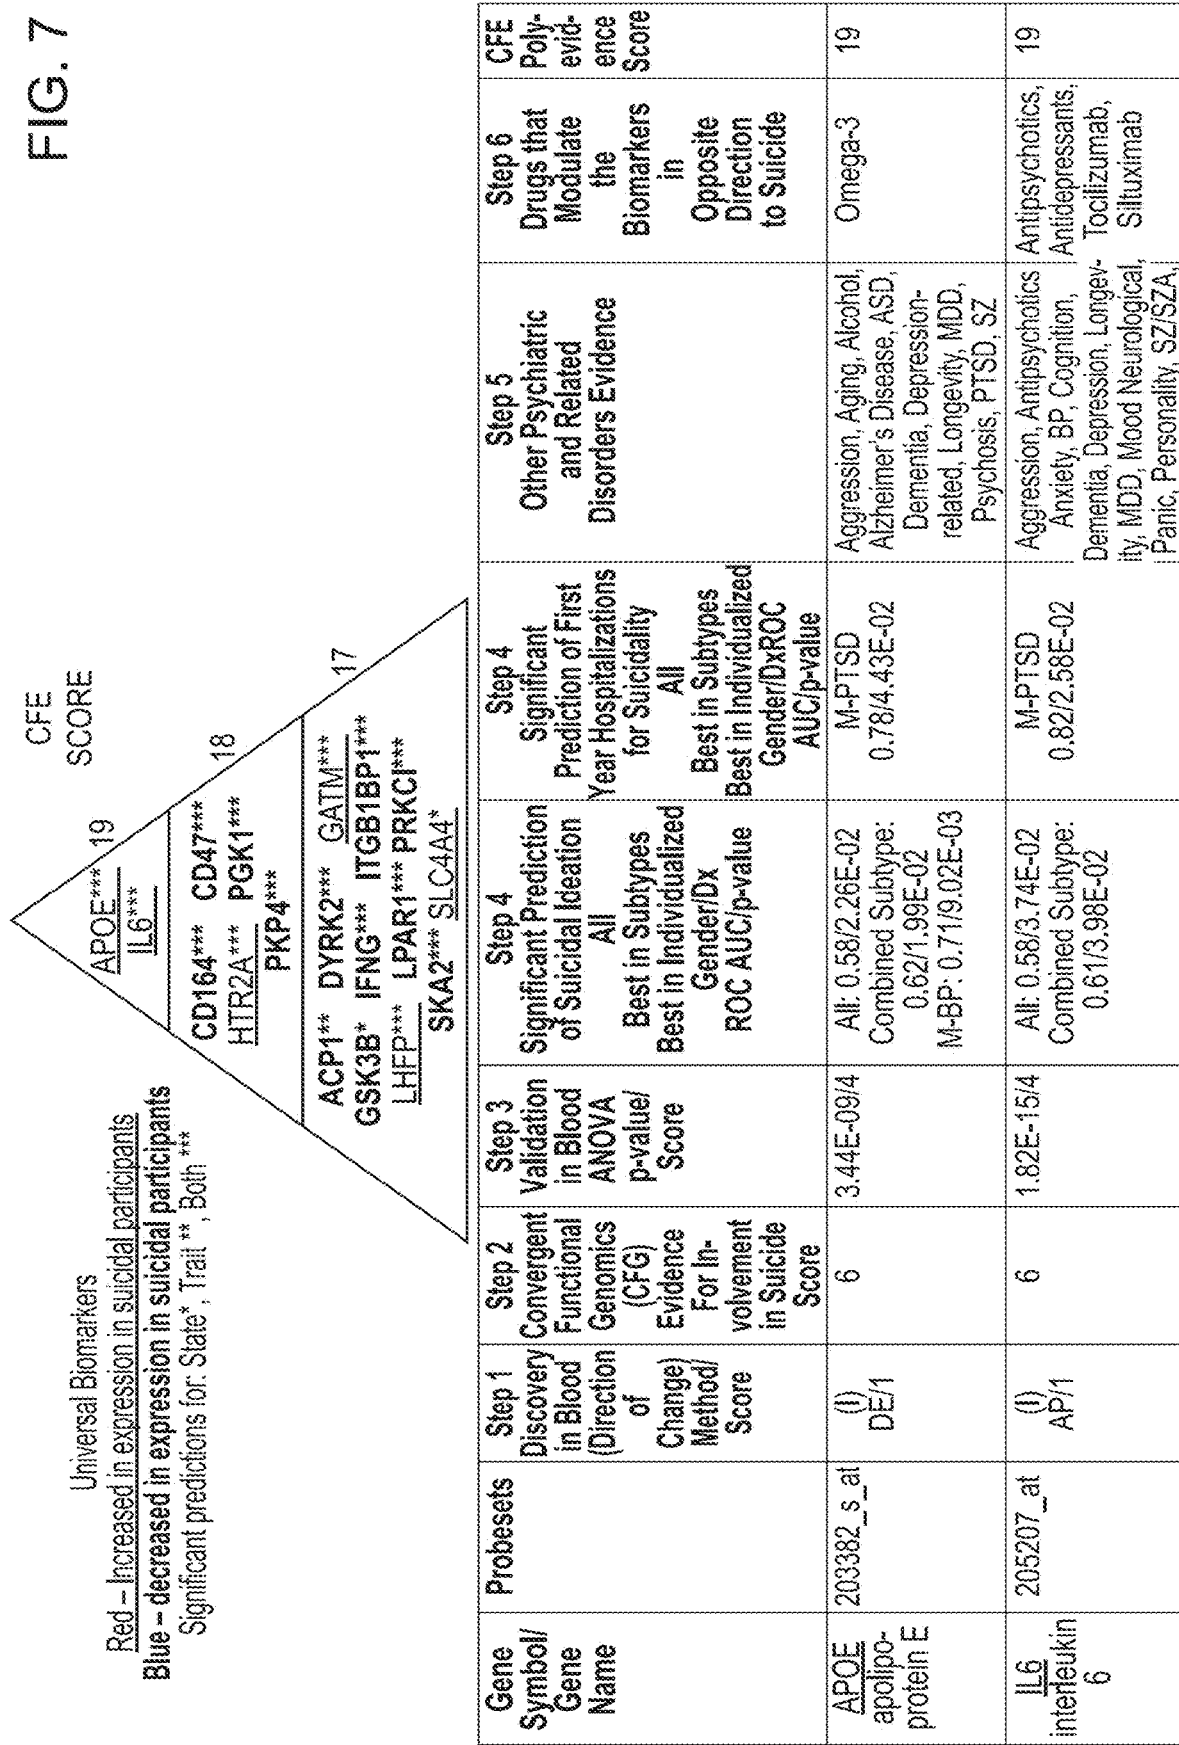 FIG. 7
Universal Biomarkers
Red – Increased in expression in suicidal participants
Blue – decreased in expression in suicidal participants
Significant predictions for: State*, Trait **, Both ***
CFE
SCORE
APOE*** 19
IL6***
CD164*** CD47*** 18
HTR2A*** PGK1***
PKP4***
ACP1** DYRK2*** GATM*** 17
GSK3B* IFNG*** ITGB1BP1***
LHFP*** LPAR1*** PRKCI***
SKA2*** SLC4A4*
Gene
Symbol/
Gene
Name
Probesets
Step 1
Discovery
in Blood
(Direction
of
Change)
Method/
Score
Step 2
Convergent
Functional
Genomics
(CFG)
Evidence
For In-
volvement
in Suicide
Score
Step 3
Validation
in Blood
ANOVA
p-value/
Score
Step 4
Significant Prediction
of Suicidal Ideation
All
Best in Subtypes
Best in Individualized
Gender/Dx
ROC AUC/p-value
Step 4
Significant
Prediction of First
Year Hospitalizations
for Suicidality
All
Best in Subtypes
Best in Individualized
Gender/DxROC
AUC/p-value
Step 5
Other Psychiatric
and Related
Disorders Evidence
Step 6
Drugs that
Modulate
the
Biomarkers
in
Opposite
Direction
to Suicide
CFE
Poly-
evid-
ence
Score
APOE
apolipo-
protein E
203382_s_at
(I)
DE/1
6
3.44E-09/4
All: 0.58/2.26E-02
Combined Subtype:
0.62/1.99E-02
M-BP: 0.71/9.02E-03
M-PTSD
0.78/4.43E-02
Aggression, Aging, Alcohol,
Alzheimer's Disease, ASD,
Dementia, Depression-
related, Longevity, MDD,
Psychosis, PTSD, SZ
Omega-3
19
IL6
interleukin
6
205207_at
(I)
AP/1
6
1.82E-15/4
All: 0.58/3.74E-02
Combined Subtype:
0.61/3.98E-02
M-PTSD
0.82/2.58E-02
Aggression, Antipsychotics
Anxiety, BP, Cognition,
Dementia, Depression, Longev-
ity, MDD, Mood Neurological,
Panic, Personality, SZ/SZA,
Antipsychotics,
Antidepressants,
Tocilizumab,
Siltuximab
19